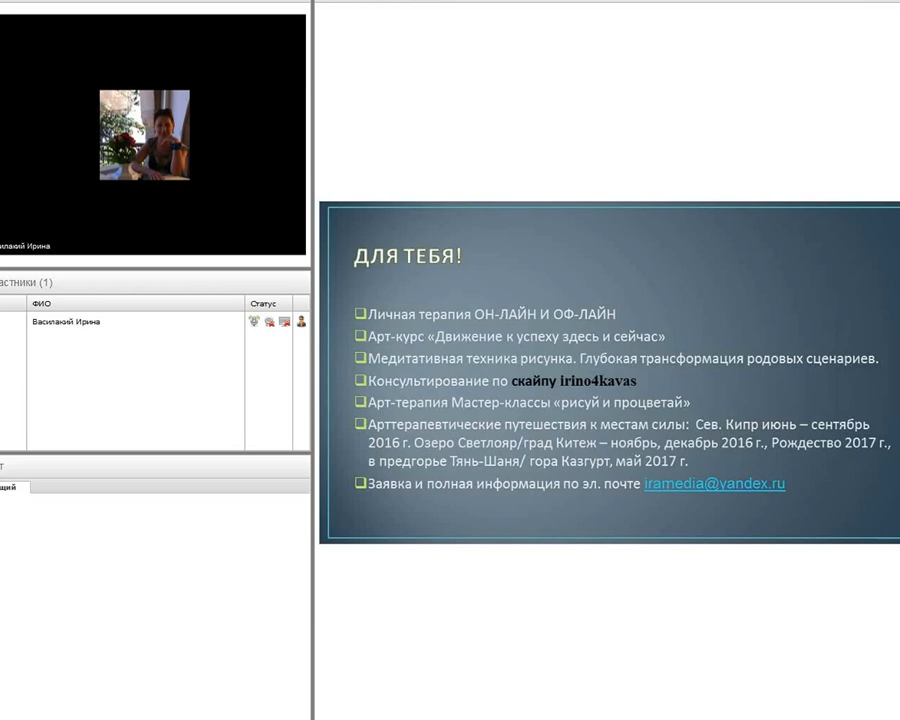 илакий Ирина
астники (1)
ФИО Статус
Василакий Ирина
т
щий
ДЛЯ ТЕБЯ!
Личная терапия ОН-ЛАЙН И ОФ-ЛАЙН
Арт-курс «Движение к успеху здесь и сейчас»
Медитативная техника рисунка. Глубокая трансформация родовых сценариев.
Консультирование по скайпу irino4kavas
Арт-терапия Мастер-классы «рисуй и процветай»
Арттерапевтические путешествия к местам силы: Сев. Кипр июнь – сентябрь
2016 г. Озеро Светлояр/град Китеж – ноябрь, декабрь 2016 г., Рождество 2017 г.,
в предгорье Тянь-Шаня/ гора Казгурт, май 2017 г.
Заявка и полная информация по эл. почте iramedia@yandex.ru